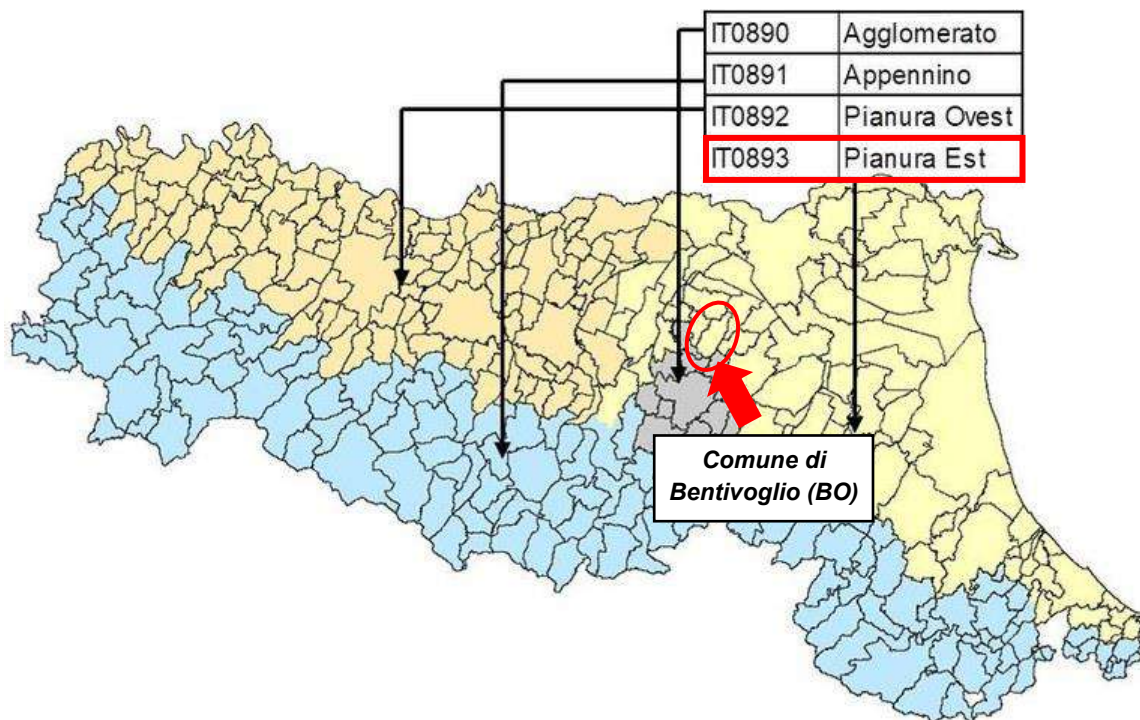 IT0890 Agglomerato
IT0891 Appennino
IT0892 Pianura Ovest
IT0893 Pianura Est
Comune di
Bentivoglio (BO)